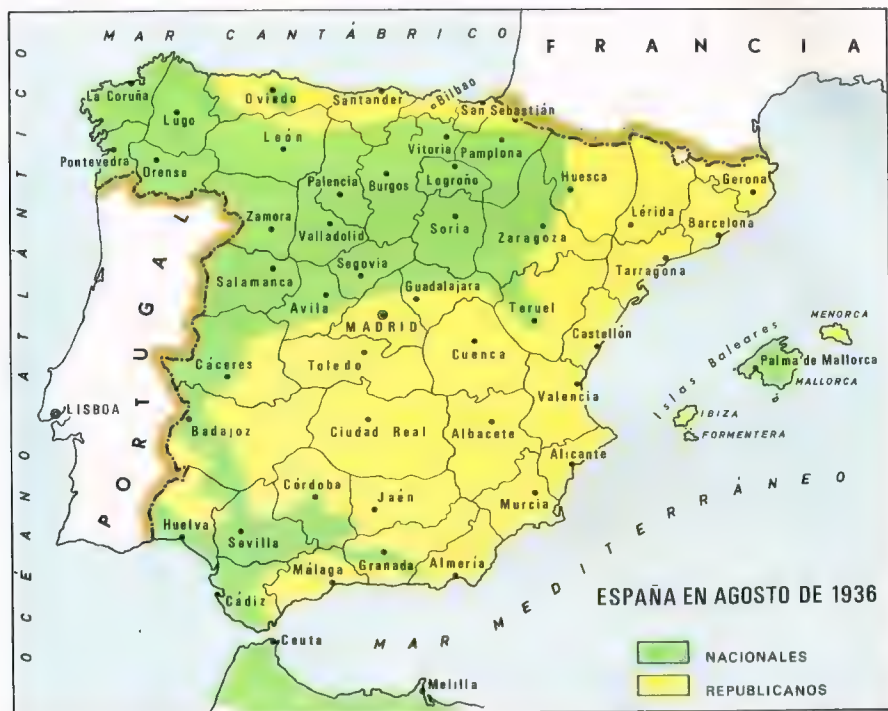 MAR CANTÁBRICO
FRANCIA
OCÉANO ATLÁNTICO
La Coruña
Lugo
Oviedo
Santander
Bilbao
San Sebastián
Pontevedra
Orense
León
Vitoria
Pamplona
Palencia
Burgos
Logroño
Huesca
Gerona
Zamora
Valladolid
Soria
Zaragoza
Lérida
Barcelona
Tarragona
PORTUGAL
Salamanca
Segovia
Avila
Guadalajara
Teruel
MADRID
Castellón
Islas Baleares
MENORCA
Palma de Mallorca
MALLORCA
Cáceres
Toledo
Cuenca
Valencia
IBIZA
FORMENTERA
LISBOA
Badajoz
Ciudad Real
Albacete
Alicante
Córdoba
Jaén
Murcia
Huelva
Sevilla
Granada
Almería
Málaga
Cádiz
MAR MEDITERRÁNEO
Ceuta
Melilla
ESPAÑA EN AGOSTO DE 1936
NACIONALES
REPUBLICANOS